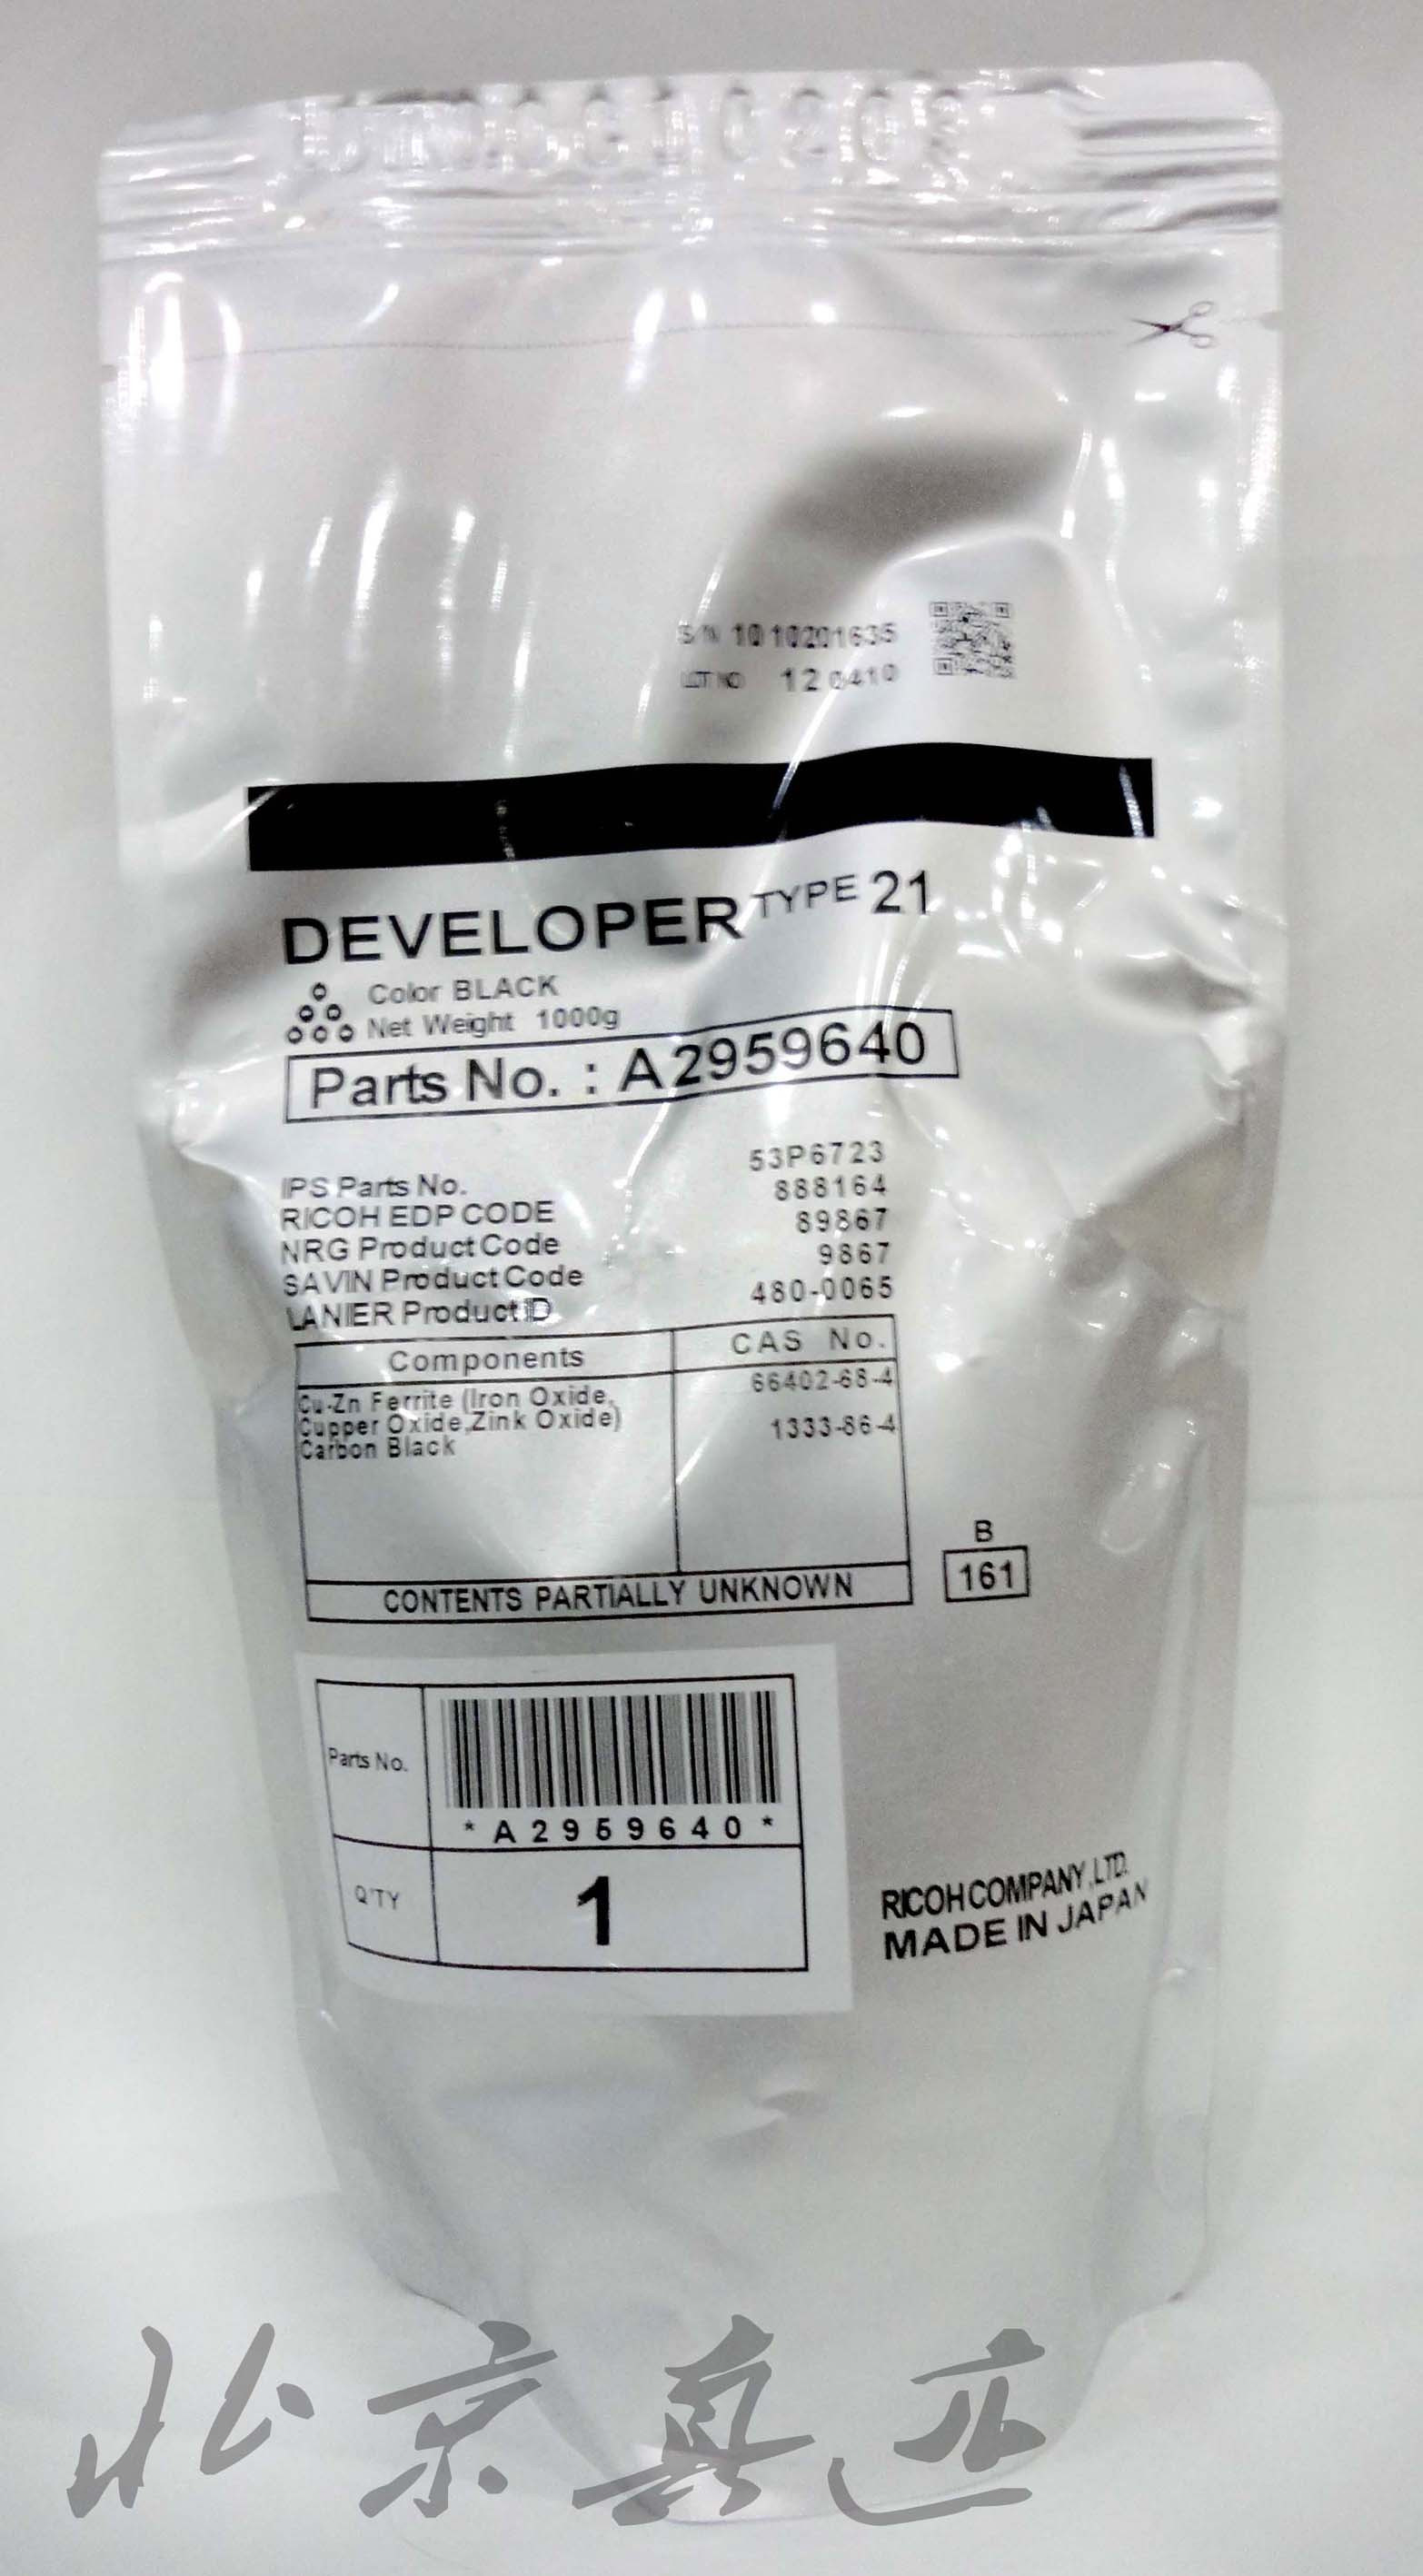 S/N 1010201635
LOT NO 120410
DEVELOPER TYPE 21
Color BLACK
Net Weight 1000g
Parts No. : A2959640
53P6723
IPS Parts No. 888164
RICOH EDP CODE 89867
NRG Product Code 9867
SAVIN Product Code 480-0065
LANIER Product ID
Components CAS No.
Cu-Zn Ferrite (Iron Oxide, 66402-68-4
Cupper Oxide,Zink Oxide)
Carbon Black 1333-86-4
CONTENTS PARTIALLY UNKNOWN
B
161
Parts No.
*A2959640*
Q'TY 1
RICOH COMPANY,LTD.
MADE IN JAPAN
北京真迹